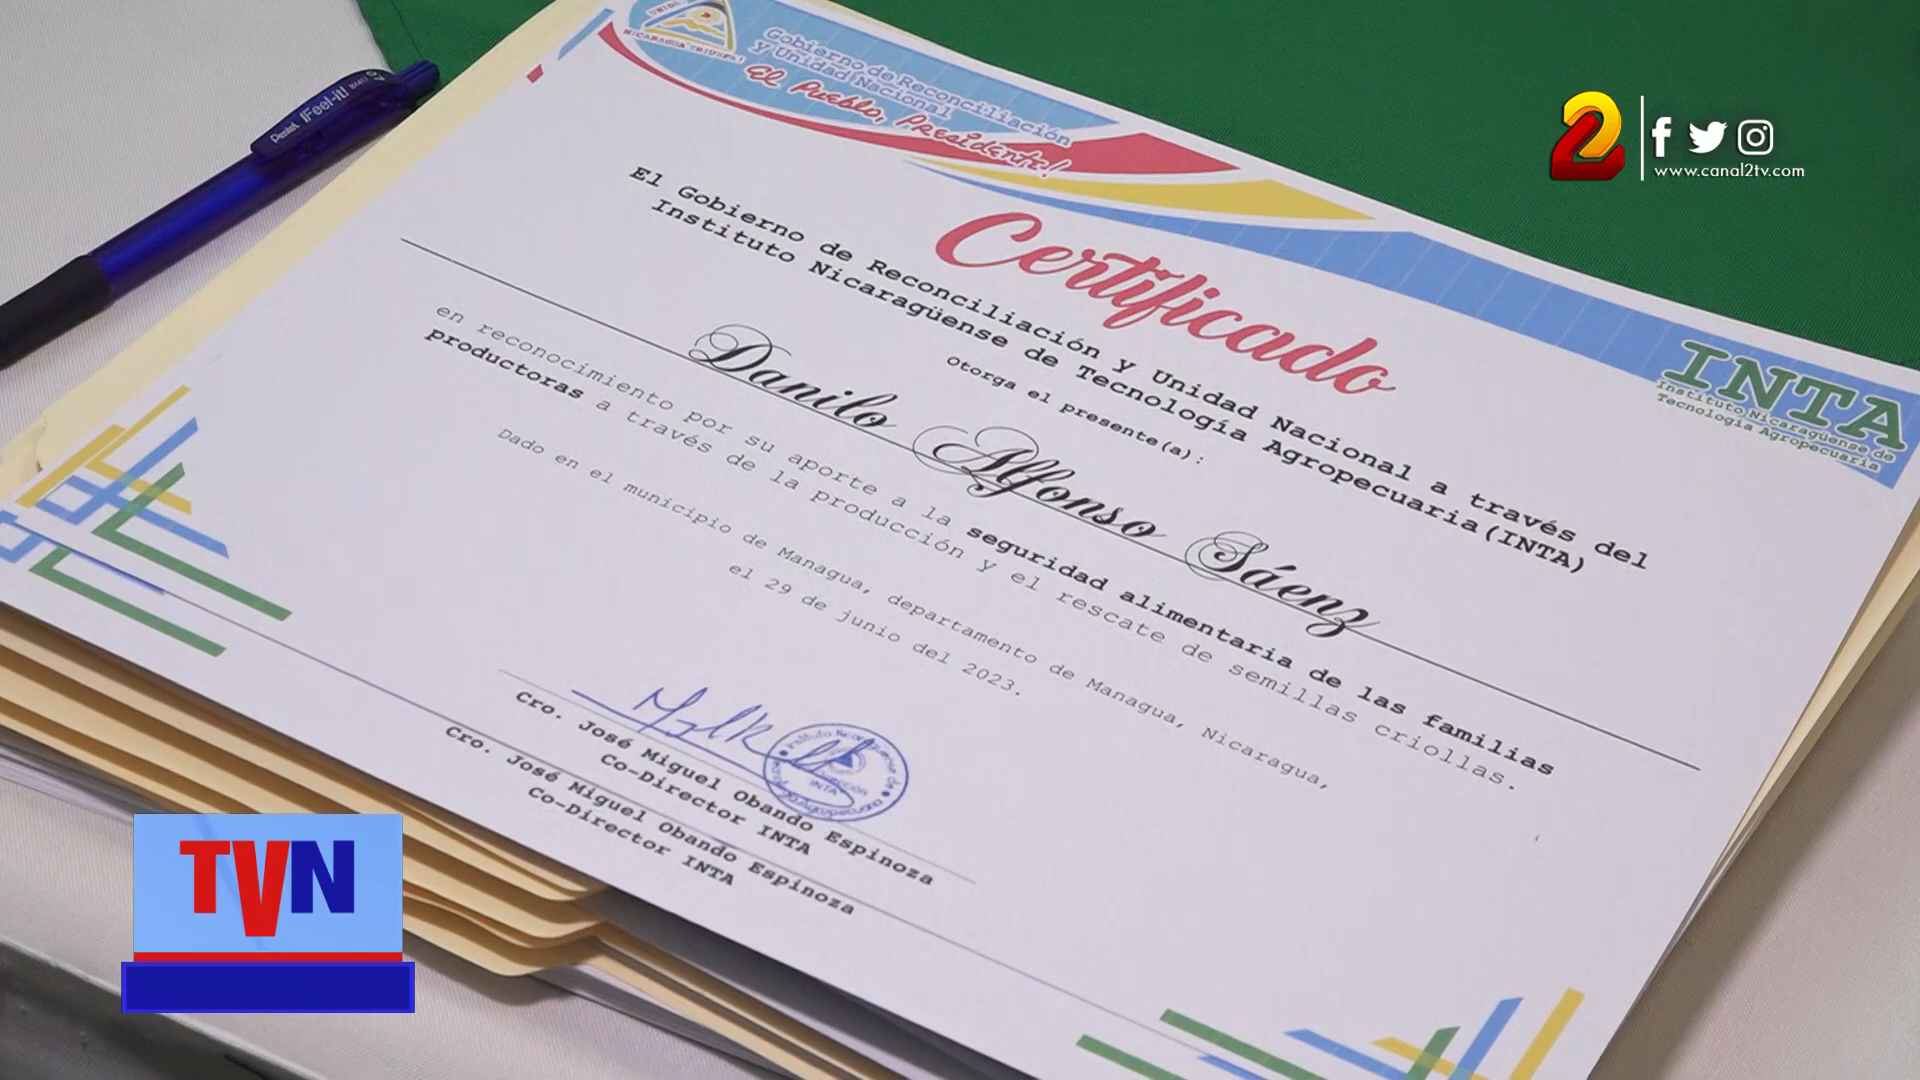 Pentel iFeel-it!
NICARAGUA TRIUNFA!
Gobierno de Reconciliación
y Unidad Nacional
El Pueblo, Presidente!
2
www.canal2tv.com
Certificado
INTA
Instituto Nicaragüense de
Tecnología Agropecuaria
El Gobierno de Reconciliación y Unidad Nacional a través del
Instituto Nicaragüense de Tecnología Agropecuaria(INTA)
Otorga el presente(a):
Danilo Alfonso Sáenz
en reconocimiento por su aporte a la seguridad alimentaria de las familias
productoras a través de la producción y el rescate de semillas criollas.
Dado en el municipio de Managua, departamento de Managua, Nicaragua,
el 29 de junio del 2023.
INTA
Cro. José Miguel Obando Espinoza
Co-Director INTA
Cro. José Miguel Obando Espinoza
Co-Director INTA
TVN